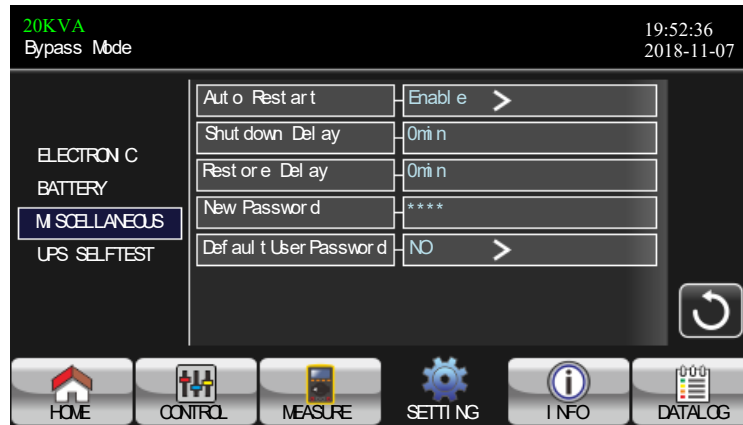 20KVA
Bypass Mode
19:52:36
2018-11-07
ELECTRONIC
BATTERY
MISCELLANEOUS
UPS SELFTEST
Auto Restart Enable >
Shutdown Delay 0min
Restore Delay 0min
New Password ****
Default User Password NO >
HOME CONTROL MEASURE SETTING INFO DATALOG